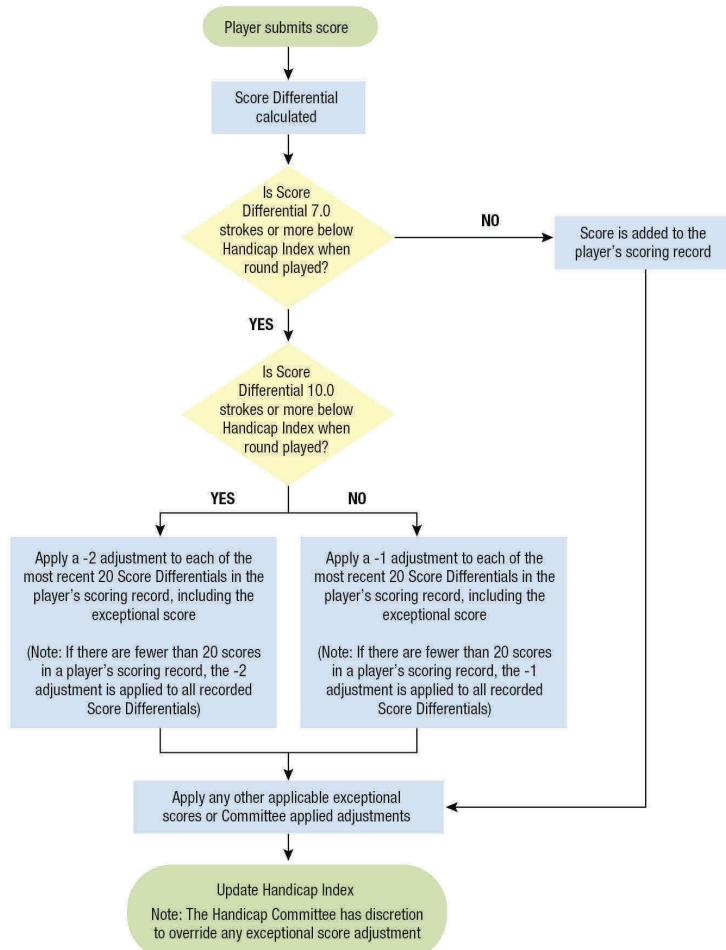 Player submits score
Score Differential
calculated
Is Score
Differential 7.0
strokes or more below
Handicap Index when
round played?
NO
Score is added to the
player's scoring record
YES
Is Score
Differential 10.0
strokes or more below
Handicap Index when
round played?
YES
NO
Apply a -2 adjustment to each of the
most recent 20 Score Differentials in the
player's scoring record, including the
exceptional score
(Note: If there are fewer than 20 scores
in a player's scoring record, the -2
adjustment is applied to all recorded
Score Differentials)
Apply a -1 adjustment to each of the
most recent 20 Score Differentials in the
player's scoring record, including the
exceptional score
(Note: If there are fewer than 20 scores
in a player's scoring record, the -1
adjustment is applied to all recorded
Score Differentials)
Apply any other applicable exceptional
scores or Committee applied adjustments
Update Handicap Index
Note: The Handicap Committee has discretion
to override any exceptional score adjustment